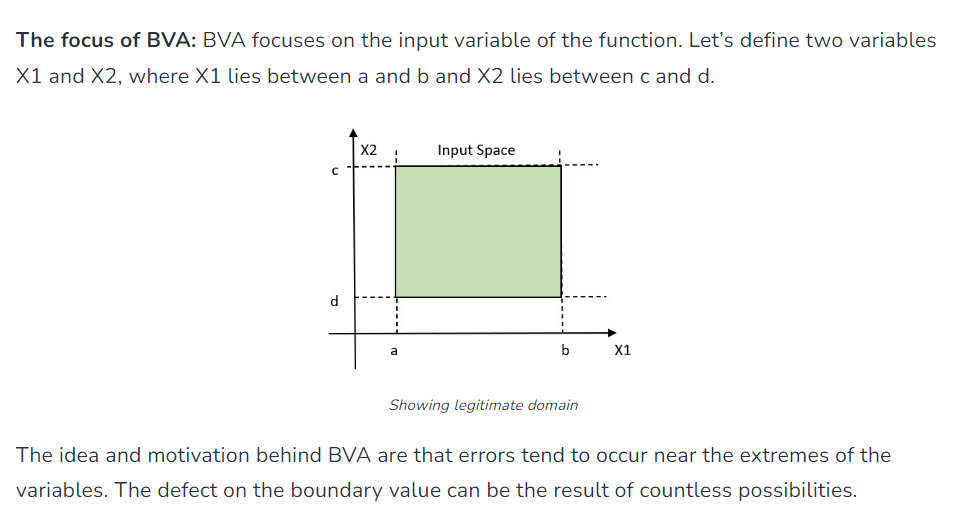 The focus of BVA: BVA focuses on the input variable of the function. Let’s define two variables
X1 and X2, where X1 lies between a and b and X2 lies between c and d.
X2
Input Space
c
d
a
b
X1
Showing legitimate domain
The idea and motivation behind BVA are that errors tend to occur near the extremes of the
variables. The defect on the boundary value can be the result of countless possibilities.